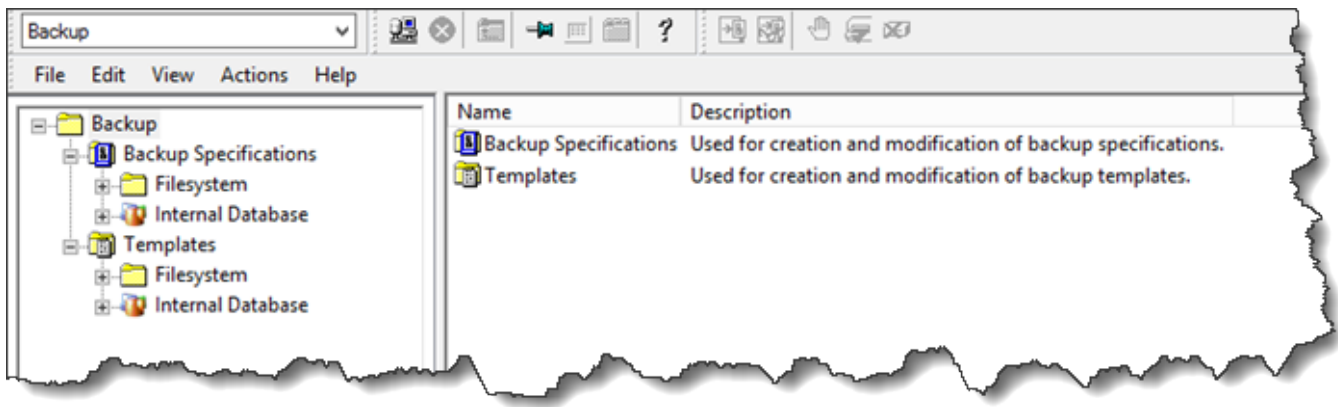 Backup
File Edit View Actions Help
Backup
Backup Specifications
Filesystem
Internal Database
Templates
Filesystem
Internal Database
Name Description
Backup Specifications Used for creation and modification of backup specifications.
Templates Used for creation and modification of backup templates.